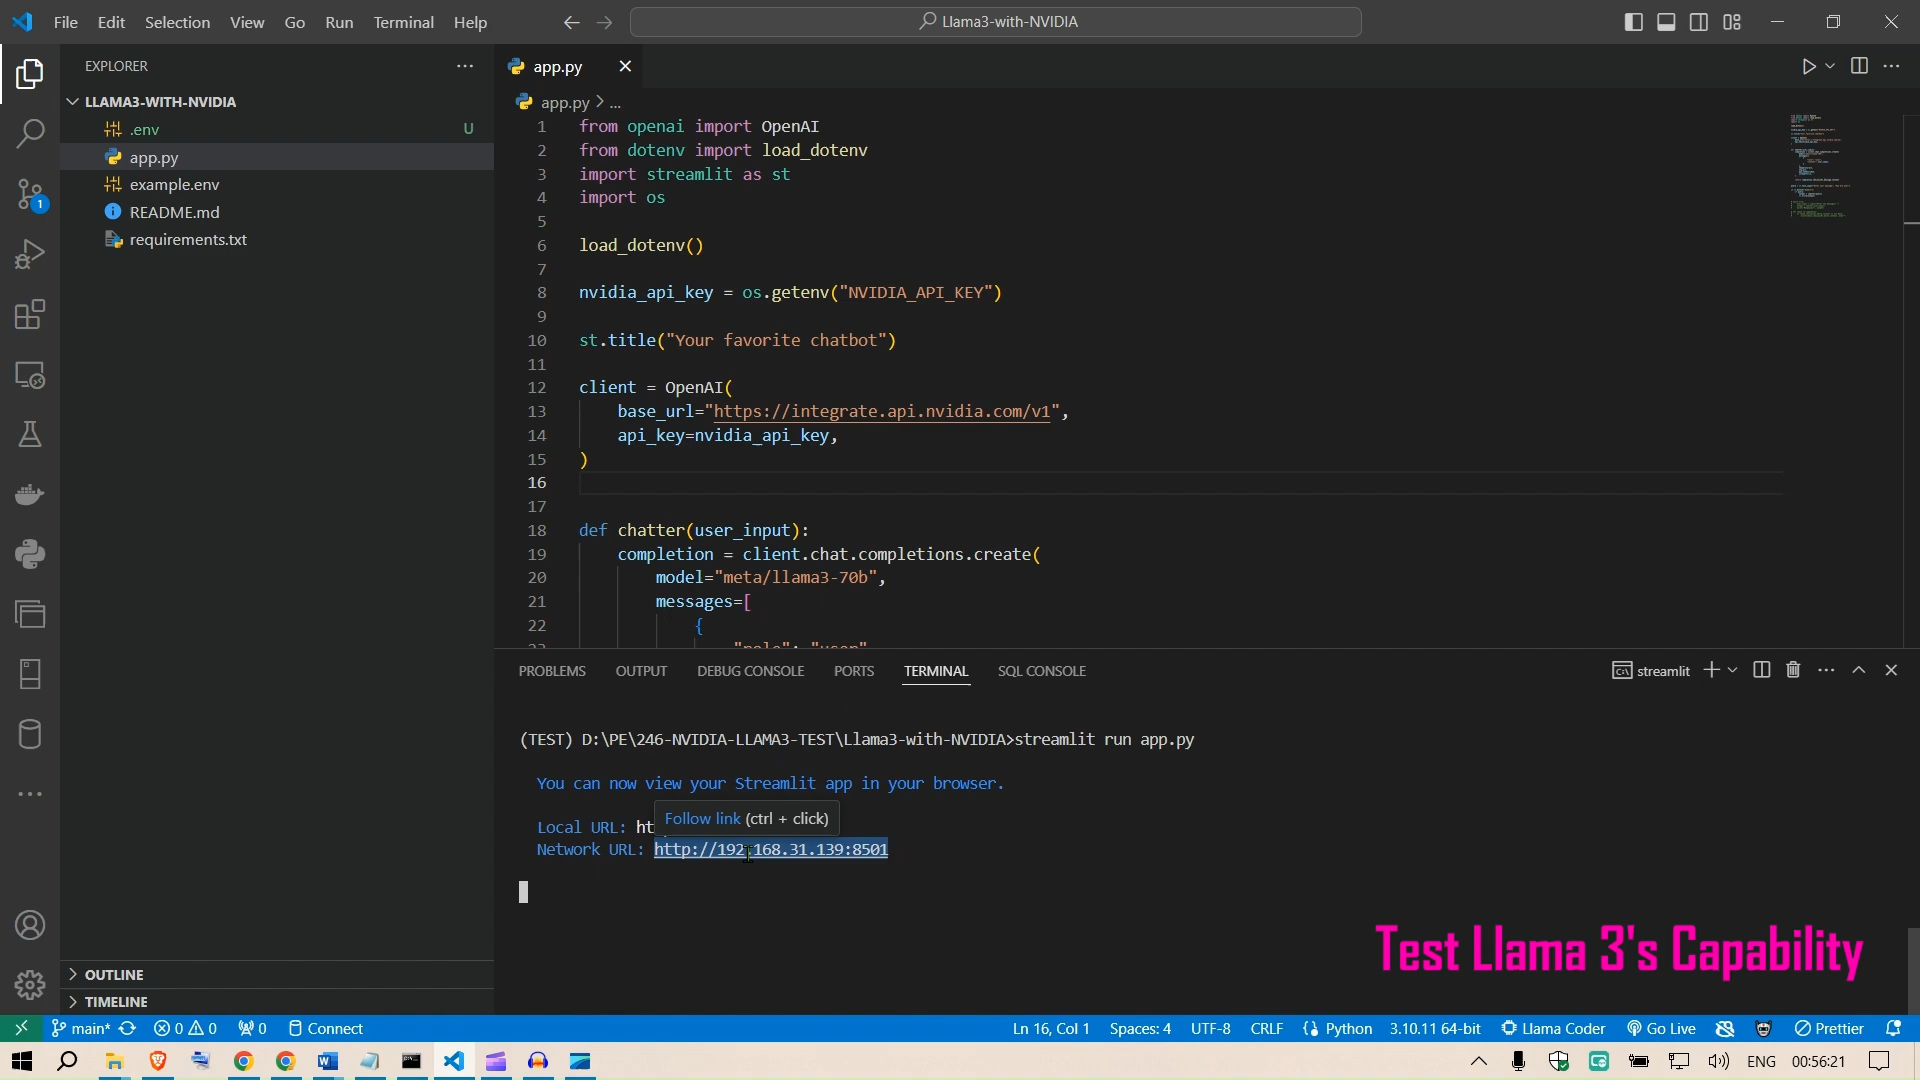 File Edit Selection View Go Run Terminal Help
Llama3-with-NVIDIA
EXPLORER
LLAMA3-WITH-NVIDIA
.env U
app.py
example.env
README.md
requirements.txt
1
OUTLINE
TIMELINE
app.py
app.py > ...
1 from openai import OpenAI
2 from dotenv import load_dotenv
3 import streamlit as st
4 import os
5
6 load_dotenv()
7
8 nvidia_api_key = os.getenv("NVIDIA_API_KEY")
9
10 st.title("Your favorite chatbot")
11
12 client = OpenAI(
13 base_url="https://integrate.api.nvidia.com/v1",
14 api_key=nvidia_api_key,
15 )
16
17
18 def chatter(user_input):
19 completion = client.chat.completions.create(
20 model="meta/llama3-70b",
21 messages=[
22 {
PROBLEMS OUTPUT DEBUG CONSOLE PORTS TERMINAL SQL CONSOLE
streamlit
(TEST) D:\PE\246-NVIDIA-LLAMA3-TEST\Llama3-with-NVIDIA>streamlit run app.py
You can now view your Streamlit app in your browser.
Follow link (ctrl + click)
Local URL: ht
Network URL: http://192.168.31.139:8501
Test Llama 3's Capability
main* 0 0 0 Connect
Ln 16, Col 1 Spaces: 4 UTF-8 CRLF Python 3.10.11 64-bit Llama Coder Go Live Prettier
ENG 00:56:21